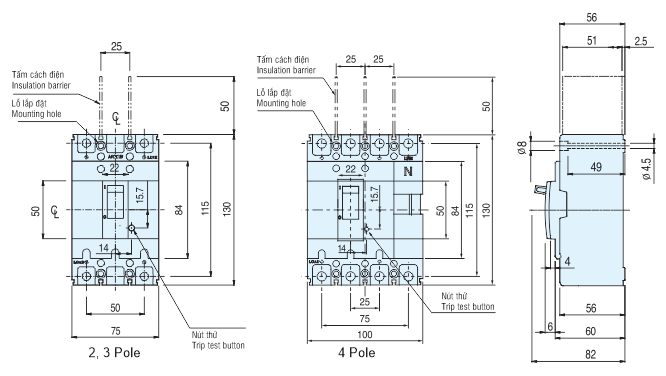 25
Tấm cách điện
Insulation barrier
Lỗ lắp đặt
Mounting hole
50
22
15.7
50
84
115
130
14
50
75
Nút thử
Trip test button
2, 3 Pole
25
25
Tấm cách điện
Insulation barrier
Lỗ lắp đặt
Mounting hole
50
N
22
15.7
50
84
115
130
14
25
75
100
Nút thử
Trip test button
4 Pole
56
51
2.5
Ø8
49
Ø 4.5
4
56
6
60
82